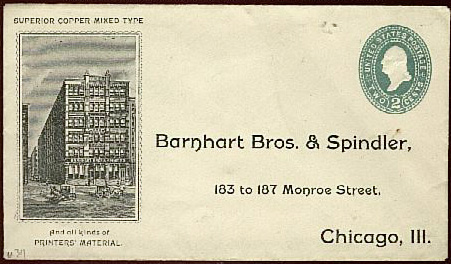 SUPERIOR COPPER MIXED TYPE
UNITED STATES POSTAGE
TWO 2 CENTS
Barnhart Bros. & Spindler,
183 to 187 Monroe Street,
Chicago, Ill.
And all kinds of
PRINTERS' MATERIAL.